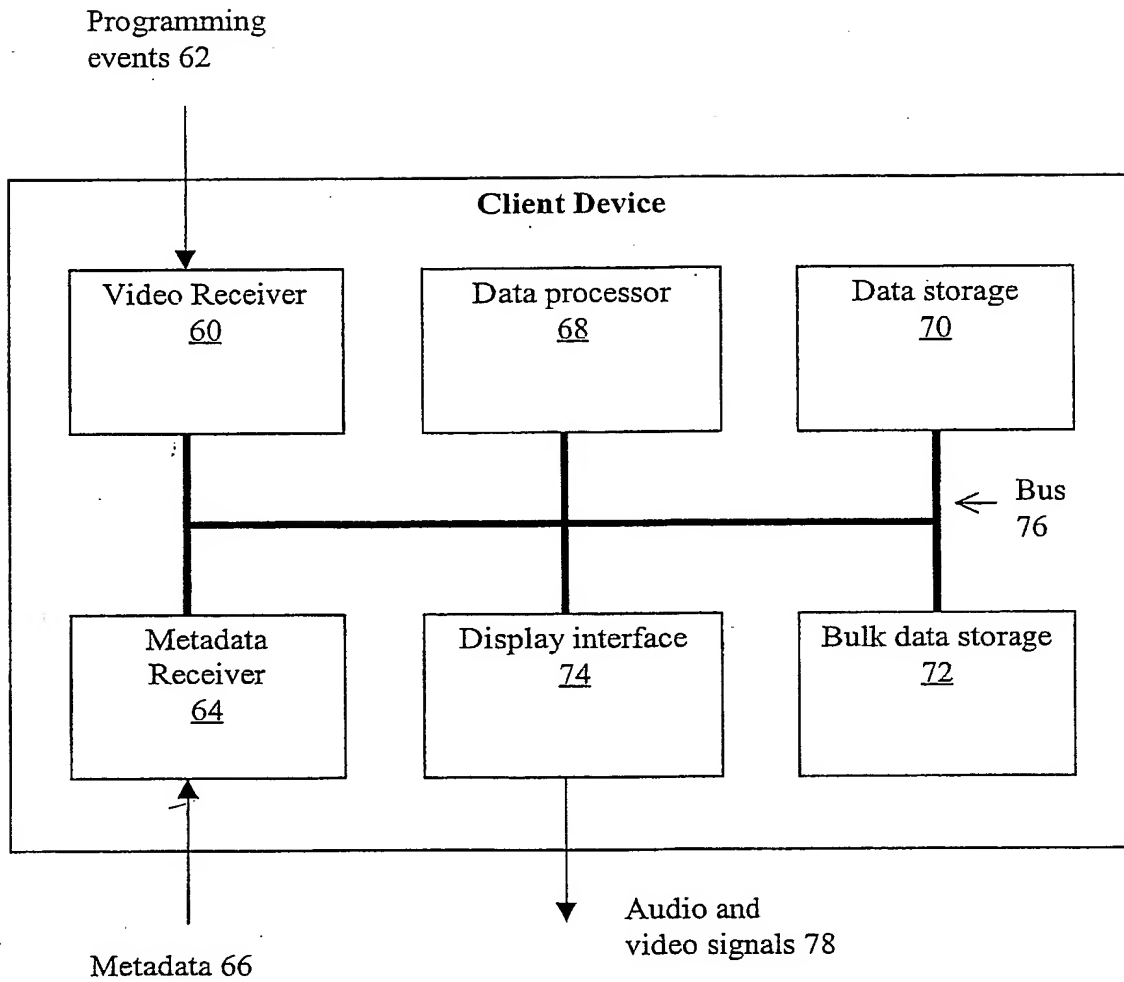 Programming
events 62
Client Device
Video Receiver
60
Data processor
68
Data storage
70
Bus
76
Metadata
Receiver
64
Display interface
74
Bulk data storage
72
Audio and
video signals 78
Metadata 66